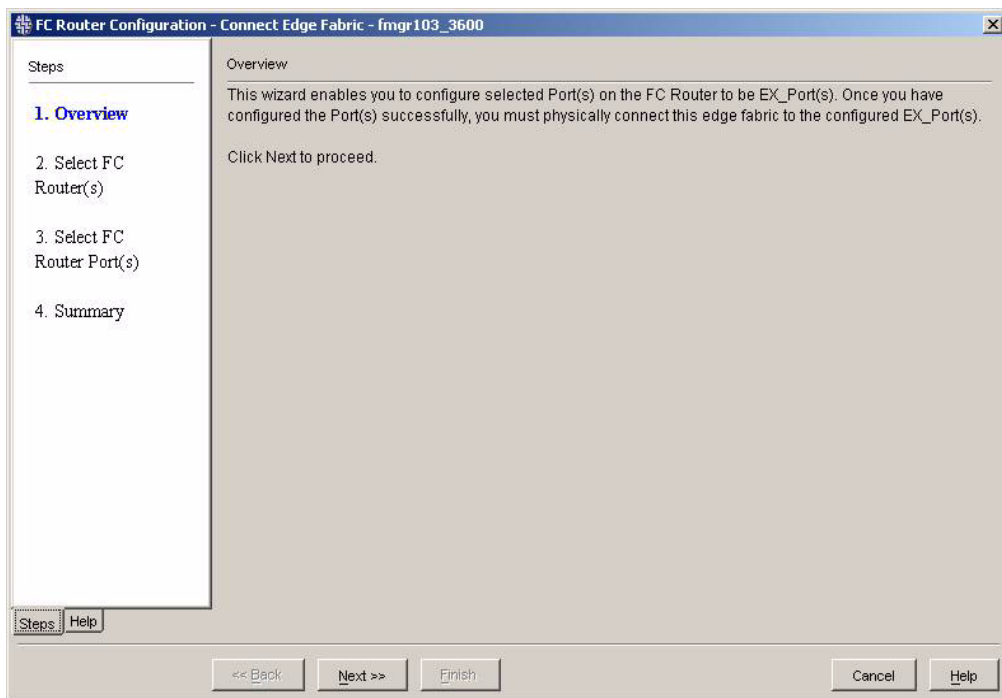 FC Router Configuration - Connect Edge Fabric - fmgr103_3600
Steps
1. Overview
2. Select FC
Router(s)
3. Select FC
Router Port(s)
4. Summary
Overview
This wizard enables you to configure selected Port(s) on the FC Router to be EX_Port(s). Once you have
configured the Port(s) successfully, you must physically connect this edge fabric to the configured EX_Port(s).
Click Next to proceed.
Steps
Help
<< Back
Next >>
Finish
Cancel
Help